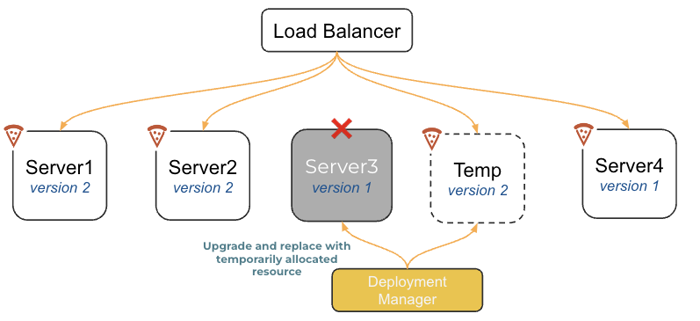 Load Balancer
Server1
version 2
Server2
version 2
Server3
version 1
Temp
version 2
Server4
version 1
Upgrade and replace with
temporarily allocated
resource
Deployment
Manager